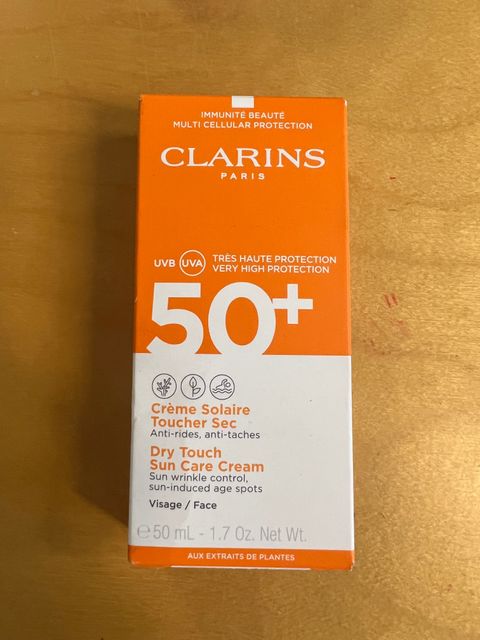 IMMUNITÉ BEAUTÉ
MULTI CELLULAR PROTECTION
CLARINS
PARIS
UVB UVA TRÈS HAUTE PROTECTION
VERY HIGH PROTECTION
50+
Crème Solaire
Toucher Sec
Anti-rides, anti-taches
Dry Touch
Sun Care Cream
Sun wrinkle control,
sun-induced age spots
Visage / Face
℮50 mL - 1.7 Oz. Net Wt.
AUX EXTRAITS DE PLANTES